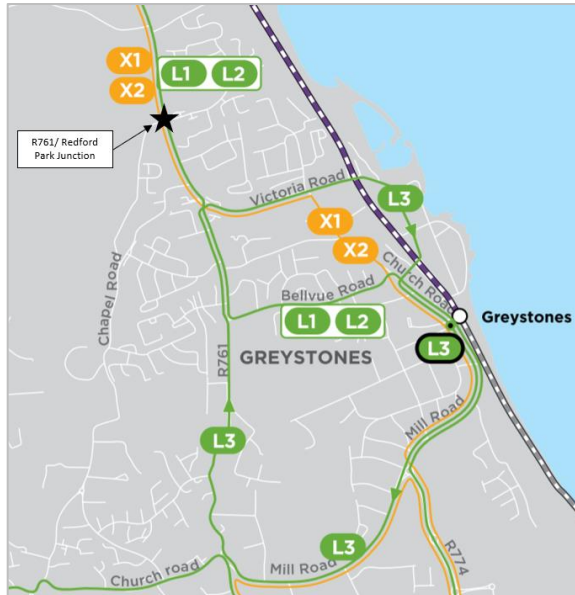 X1
X2
L1 L2
R761/ Redford
Park Junction
Victoria Road
L3
X1
X2
Church Road
Chapel Road
Bellvue Road
L1 L2
Greystones
L3
R761
GREYSTONES
Mill Road
L3
L3
Mill Road
R774
Church road